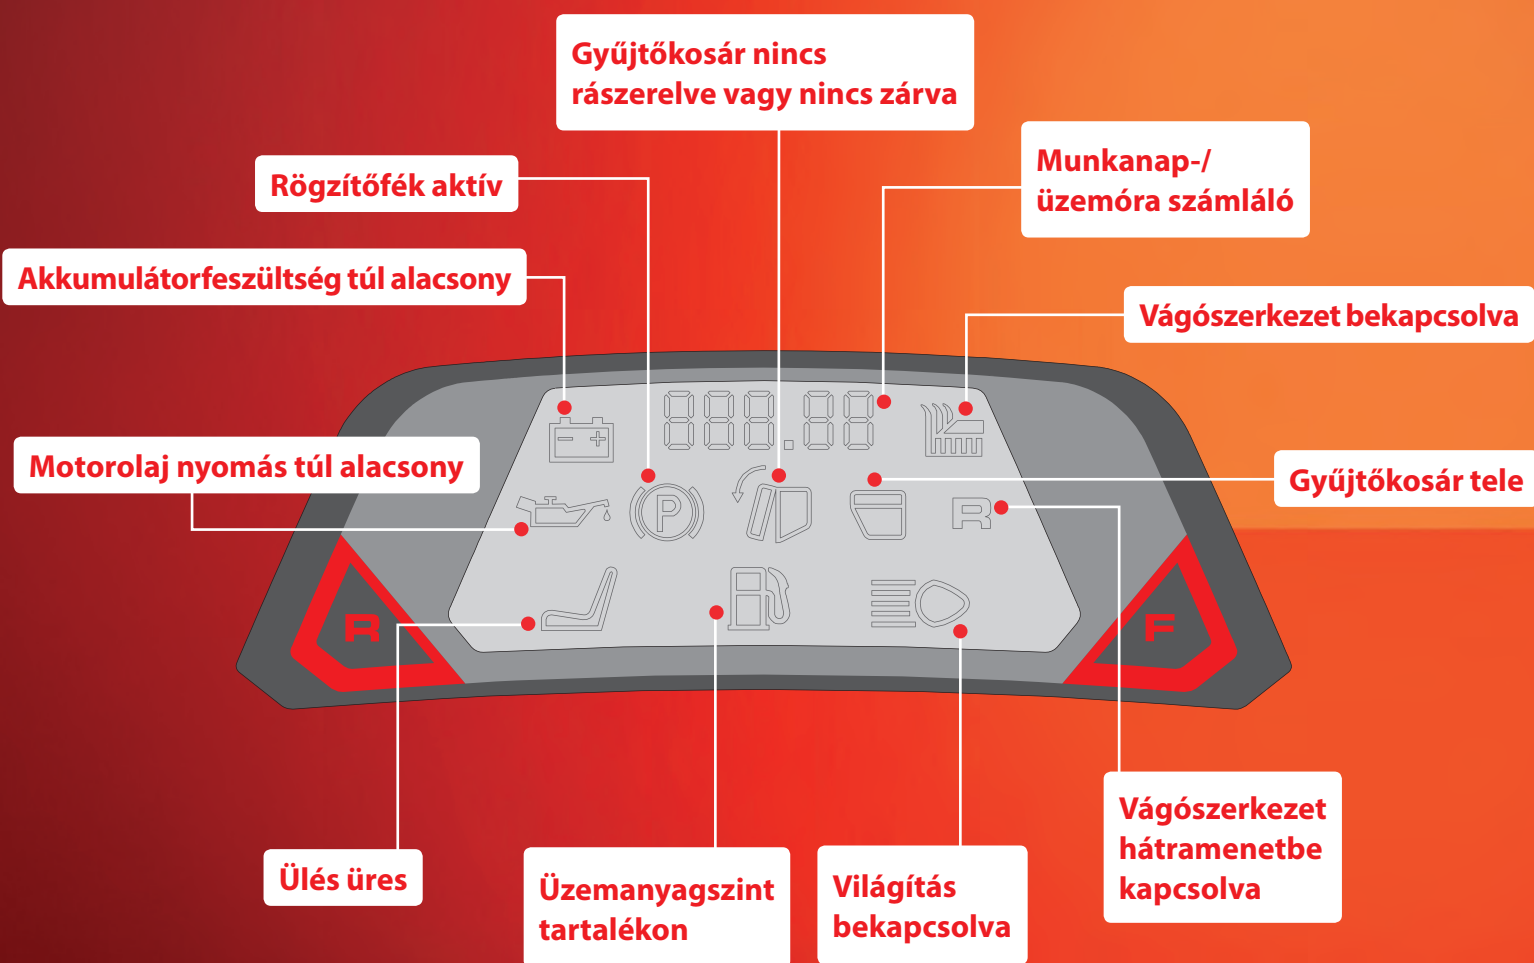 Gyűjtőkosár nincs
rászerelve vagy nincs zárva
Munkanap-/
üzemóra számláló
Rögzítőfék aktív
Akkumulátorfeszültség túl alacsony
Vágószerkezet bekapcsolva
888.88
Motorolaj nyomás túl alacsony
Gyűjtőkosár tele
P
R
R
F
Vágószerkezet
hátramenetbe
kapcsolva
Ülés üres
Üzemanyagszint
tartalékon
Világítás
bekapcsolva